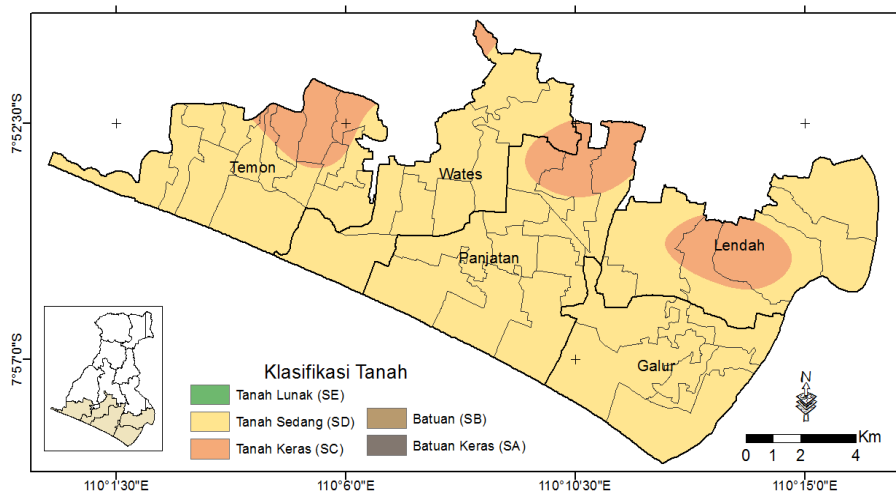 7°52'30"S
7°57'0"S
Temon
Wates
Panjatan
Lendah
Galur
Klasifikasi Tanah
Tanah Lunak (SE)
Tanah Sedang (SD)
Tanah Keras (SC)
Batuan (SB)
Batuan Keras (SA)
N
Km
0 1 2 4
110°1'30"E 110°6'0"E 110°10'30"E 110°15'0"E